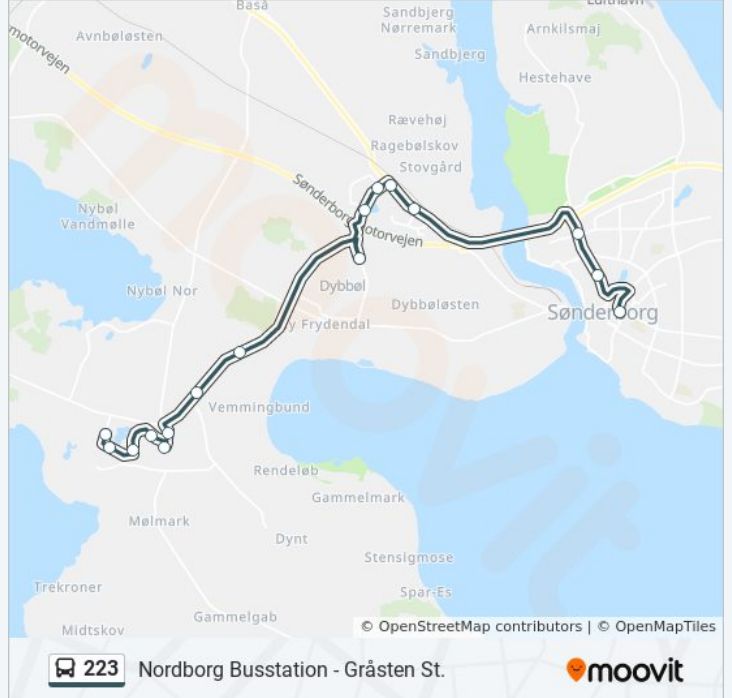 Baså
Lufthavn
Sandbjerg
Nørremark
Arnkilsmaj
Avnbøløsten
motorvejen
Sandbjerg
Hestehave
Rævehøj
Ragebølskov
Stovgård
Sønderborgmotorvejen
Nybøl
Vandmølle
Nybøl Nor
Dybbøl
Dybbøløsten
Sønderborg
y Frydendal
Vemmingbund
Rendeløb
Gammelmark
Mølmark
Dynt
Stensigmose
Trekroner
Spar-Es
Gammelgab
Midtskov
moovit
© OpenStreetMap contributors | © OpenMapTiles
223 Nordborg Busstation - Gråsten St.
moovit